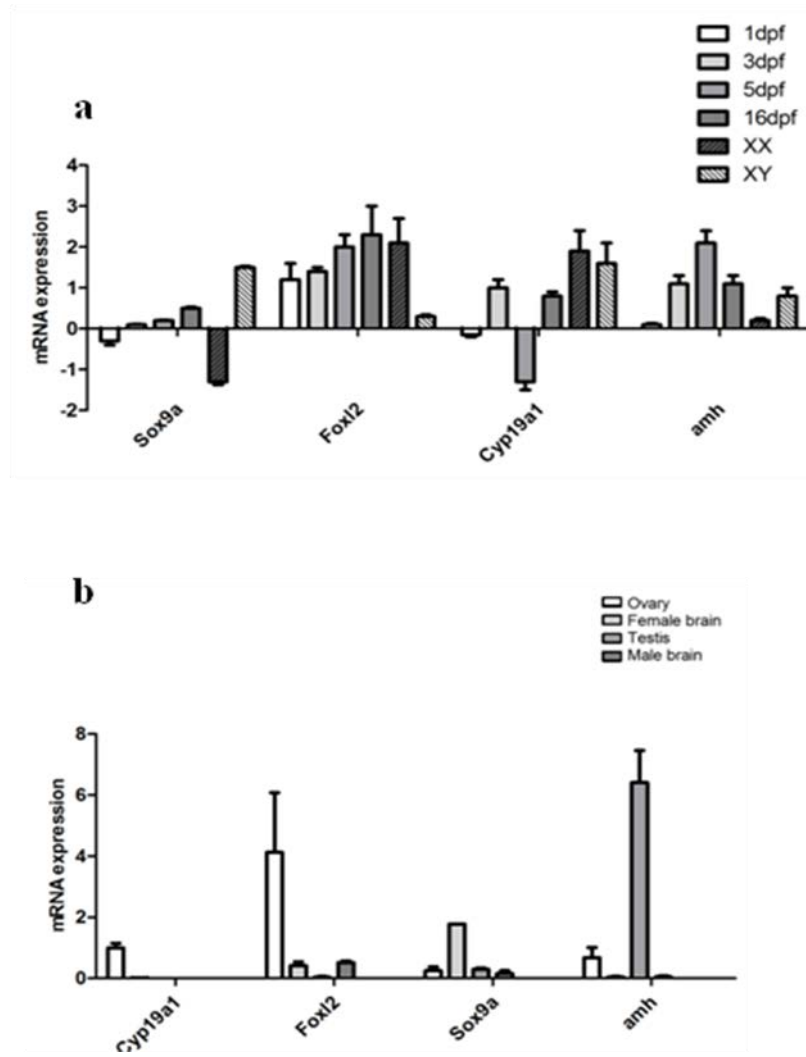 a
1dpf
3dpf
5dpf
16dpf
XX
XY
mRNA expression
4
3
2
1
0
-1
-2
Sox9a
Foxl2
Cyp19a1
amh
b
Ovary
Female brain
Testis
Male brain
mRNA expression
8
6
4
2
0
Cyp19a1
Foxl2
Sox9a
amh